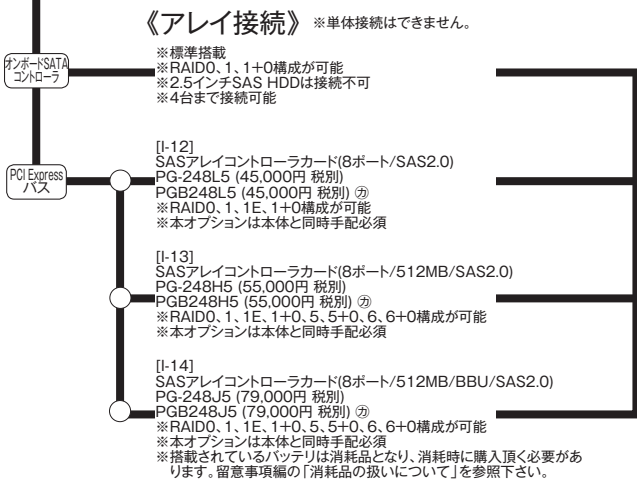 《アレイ接続》 ※単体接続はできません。
オンボードSATA
コントローラ
※標準搭載
※RAID0、1、1+0構成が可能
※2.5インチSAS HDDは接続不可
※4台まで接続可能
PCI Express
バス
[I-12]
SASアレイコントローラカード(8ポート/SAS2.0)
PG-248L5 (45,000円 税別)
PGB248L5 (45,000円 税別) ㋕
※RAID0、1、1E、1+0構成が可能
※本オプションは本体と同時手配必須
[I-13]
SASアレイコントローラカード(8ポート/512MB/SAS2.0)
PG-248H5 (55,000円 税別)
PGB248H5 (55,000円 税別) ㋕
※RAID0、1、1E、1+0、5、5+0、6、6+0構成が可能
※本オプションは本体と同時手配必須
[I-14]
SASアレイコントローラカード(8ポート/512MB/BBU/SAS2.0)
PG-248J5 (79,000円 税別)
PGB248J5 (79,000円 税別) ㋕
※RAID0、1、1E、1+0、5、5+0、6、6+0構成が可能
※本オプションは本体と同時手配必須
※搭載されているバッテリは消耗品となり、消耗時に購入頂く必要があ
ります。留意事項編の「消耗品の扱いについて」を参照下さい。